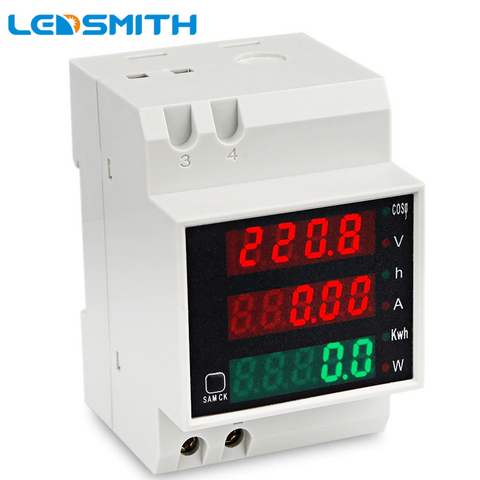 LEDSMITH
3 4
220.8
COSφ
V
h
0.00
A
Kwh
0.0
W
SAM CK